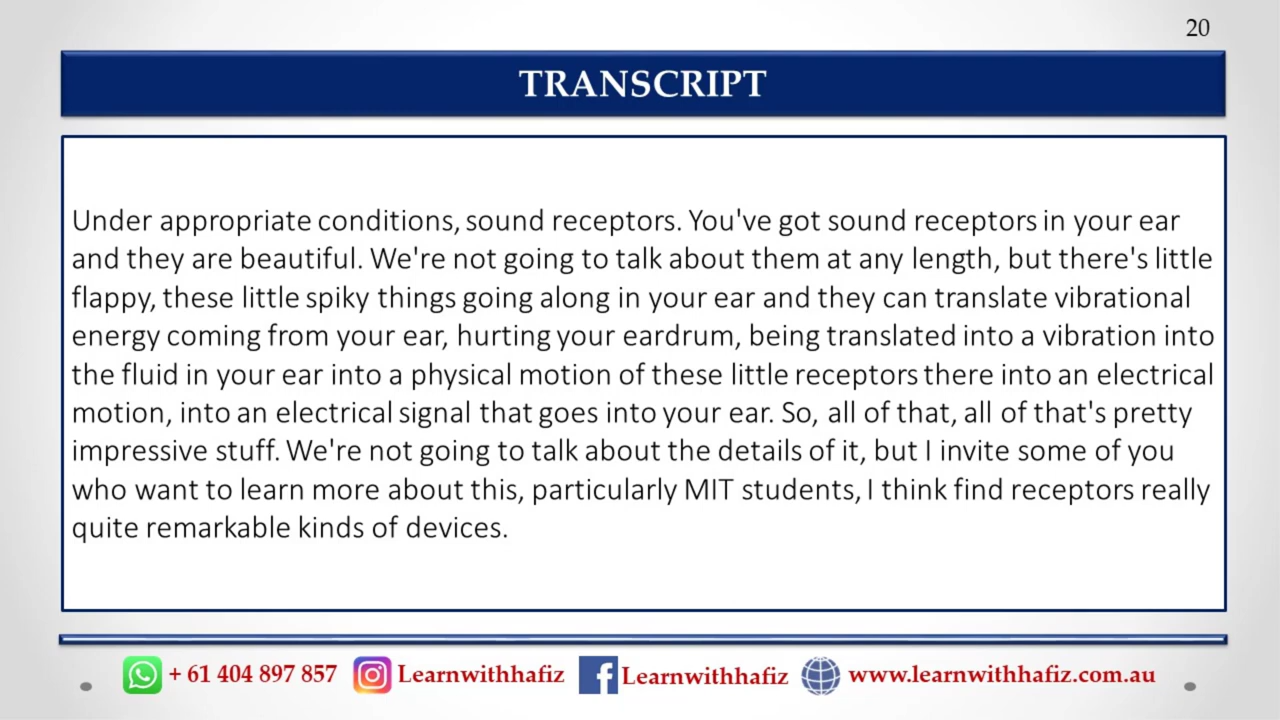 20
TRANSCRIPT
Under appropriate conditions, sound receptors. You've got sound receptors in your ear
and they are beautiful. We're not going to talk about them at any length, but there's little
flappy, these little spiky things going along in your ear and they can translate vibrational
energy coming from your ear, hurting your eardrum, being translated into a vibration into
the fluid in your ear into a physical motion of these little receptors there into an electrical
motion, into an electrical signal that goes into your ear. So, all of that, all of that's pretty
impressive stuff. We're not going to talk about the details of it, but I invite some of you
who want to learn more about this, particularly MIT students, I think find receptors really
quite remarkable kinds of devices.
+ 61 404 897 857 Learnwithhafiz Learnwithhafiz www.learnwithhafiz.com.au